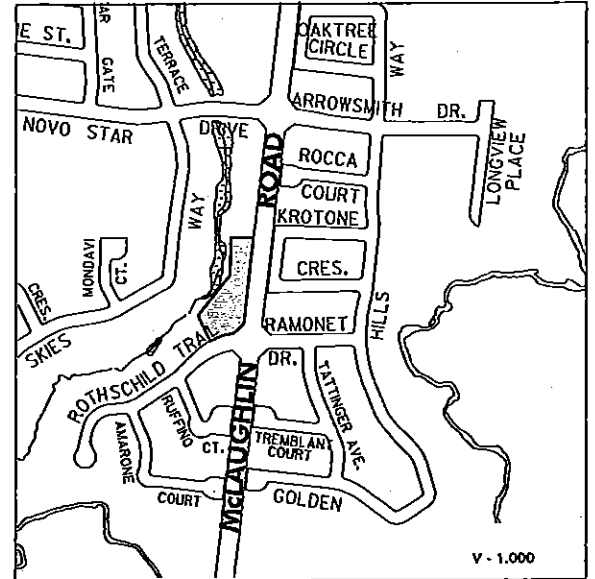 OAKTREE
CIRCLE
E ST.
GATE
TERRACE
WAY
ARROWSMITH DR.
NOVO STAR DRIVE
LONGVIEW
PLACE
ROCCA
COURT
ROAD
KROTONE
CRES.
WAY
MONDAVI
CT.
CRES.
SKIES
HILLS
RAMONET
DR.
ROTHSCHILD TRAIL
TATTINGER AVE.
RUFFINO
CT.
TREMBLANT
COURT
AMARONE
COURT
McLAUGHLIN
GOLDEN
V - 1.000